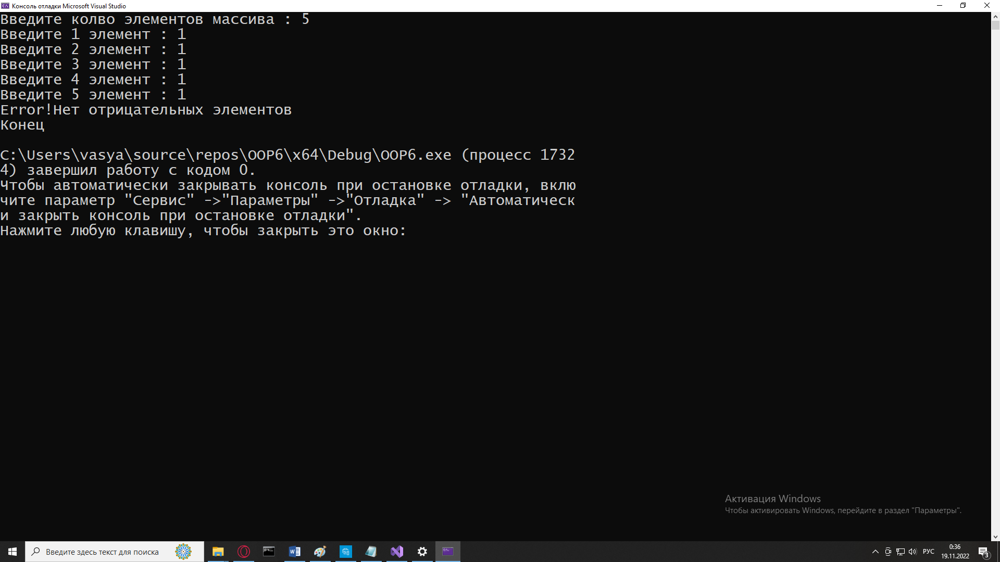 Консоль отладки Microsoft Visual Studio
Введите колво элементов массива : 5
Введите 1 элемент : 1
Введите 2 элемент : 1
Введите 3 элемент : 1
Введите 4 элемент : 1
Введите 5 элемент : 1
Error!Нет отрицательных элементов
Конец
C:\Users\vasya\source\repos\OOP6\x64\Debug\OOP6.exe (процесс 1732
4) завершил работу с кодом 0.
Чтобы автоматически закрывать консоль при остановке отладки, вклю
чите параметр "Сервис" ->"Параметры" ->"Отладка" -> "Автоматическ
и закрыть консоль при остановке отладки".
Нажмите любую клавишу, чтобы закрыть это окно:
Активация Windows
Чтобы активировать Windows, перейдите в раздел "Параметры".
Введите здесь текст для поиска
РУС
0:36
19.11.2022
3